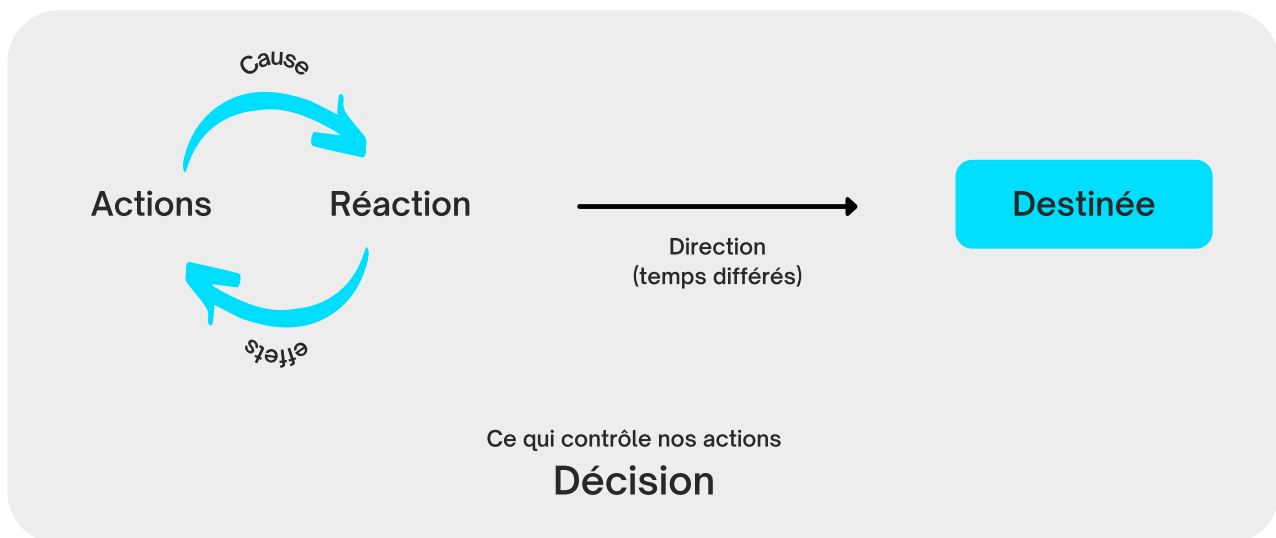 Cause
Actions
Réaction
effets
Direction
(temps différés)
Destinée
Ce qui contrôle nos actions
Décision